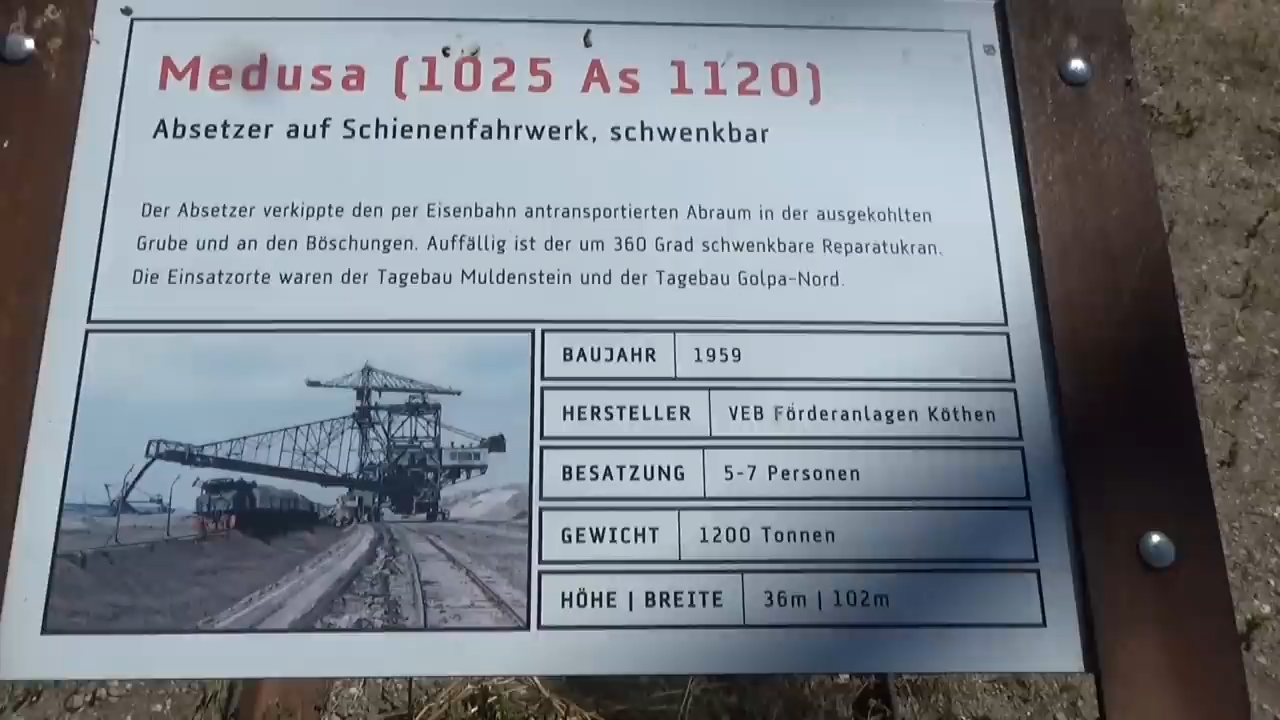 Medusa (1025 As 1120)
Absetzer auf Schienenfahrwerk, schwenkbar
Der Absetzer verkippte den per Eisenbahn antransportierten Abraum in der ausgekohlten
Grube und an den Böschungen. Auffällig ist der um 360 Grad schwenkbare Reparatukran.
Die Einsatzorte waren der Tagebau Muldenstein und der Tagebau Golpa-Nord.
BAUJAHR 1959
HERSTELLER VEB Förderanlagen Köthen
BESATZUNG 5-7 Personen
GEWICHT 1200 Tonnen
HÖHE | BREITE 36m | 102m